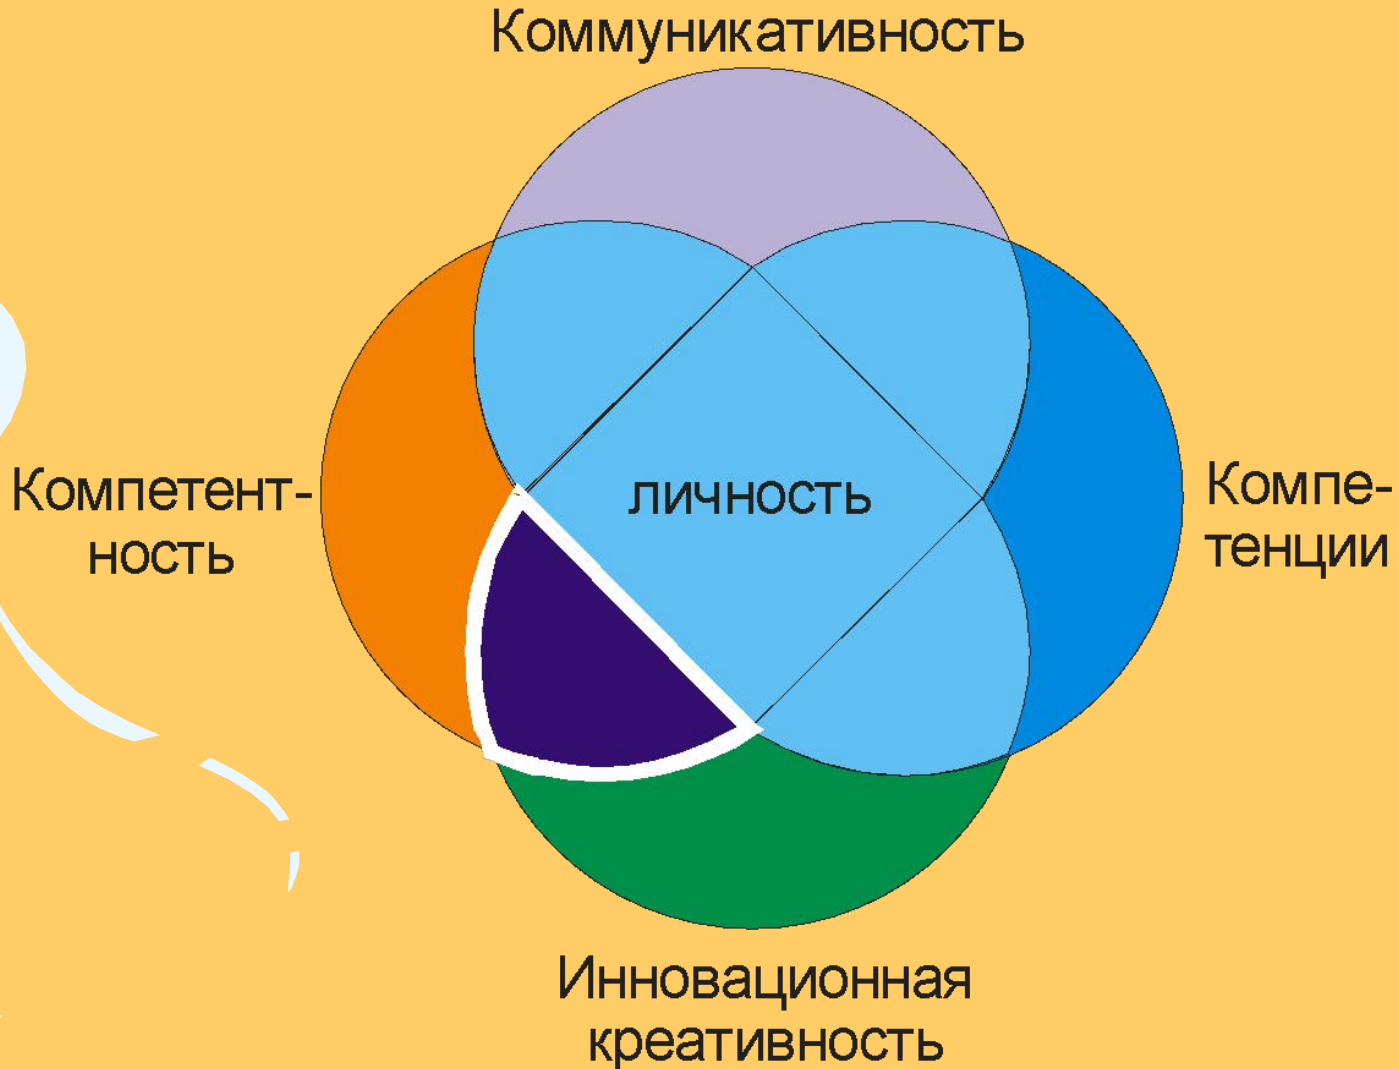 Коммуникативность
Компетент-
ность
личность
Компе-
тенции
Инновационная
креативность